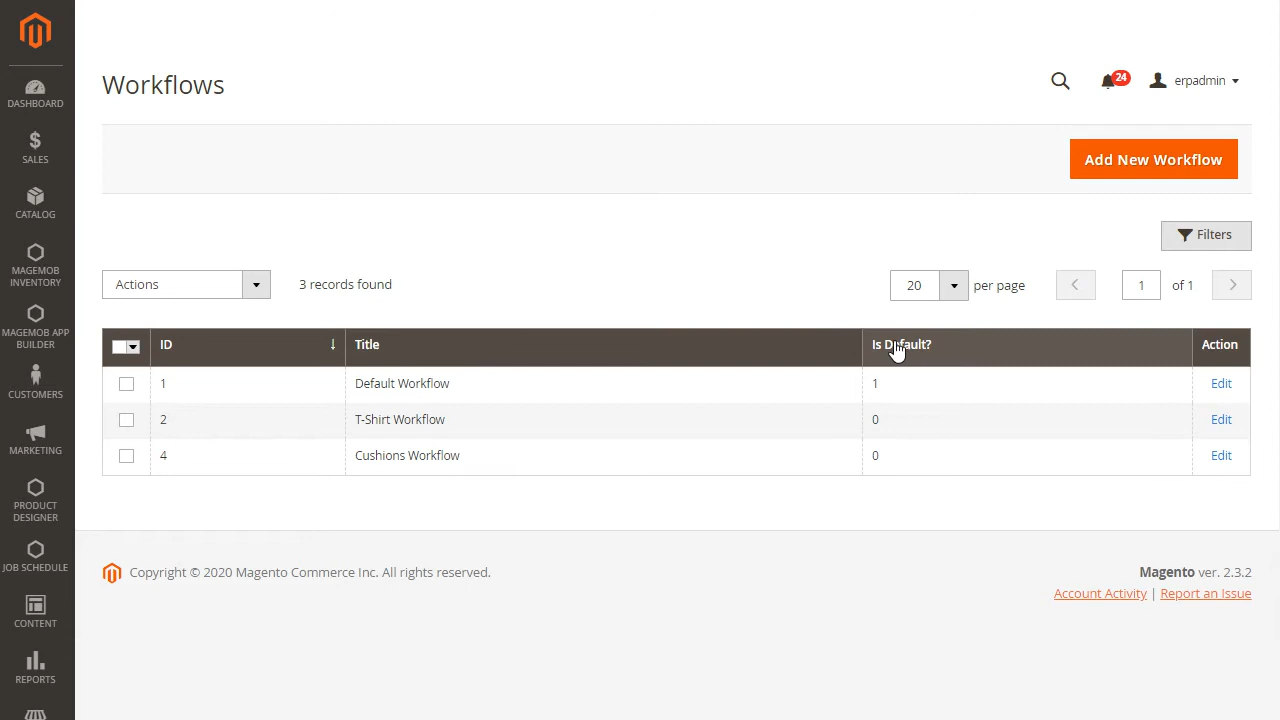 Workflows
24
erpadmin
DASHBOARD
SALES
CATALOG
MAGEMOB
INVENTORY
MAGEMOB APP
BUILDER
CUSTOMERS
MARKETING
PRODUCT
DESIGNER
JOB SCHEDULE
CONTENT
REPORTS
Add New Workflow
Filters
Actions 3 records found 20 per page 1 of 1
ID ↓ Title Is Default? Action
1 Default Workflow 1 Edit
2 T-Shirt Workflow 0 Edit
4 Cushions Workflow 0 Edit
Copyright © 2020 Magento Commerce Inc. All rights reserved. Magento ver. 2.3.2
Account Activity | Report an Issue